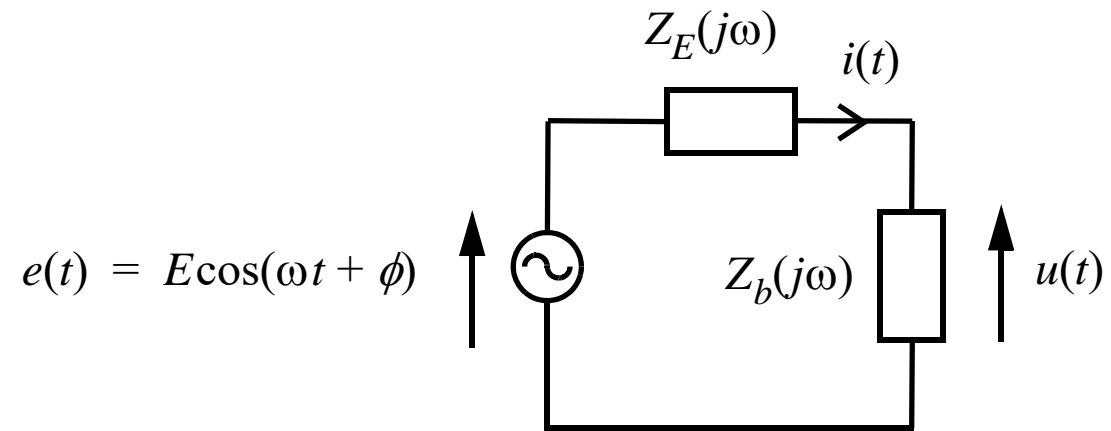 Z_E(jω)
i(t)
e(t) = Ecos(ωt + ϕ)
Z_b(jω)
u(t)